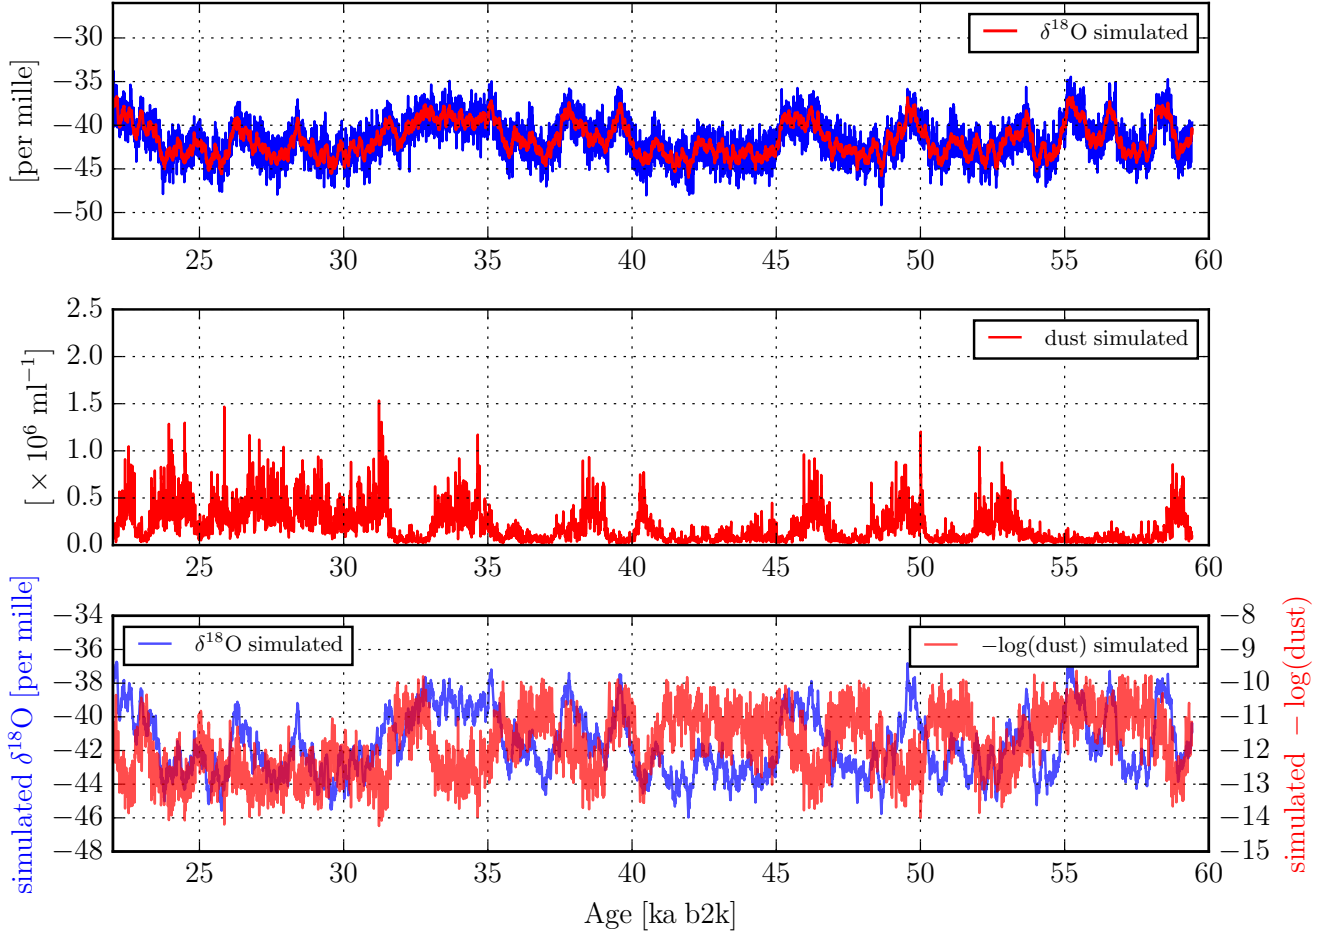 δ¹⁸O simulated
[per mille]
−30
−35
−40
−45
−50
25 30 35 40 45 50 55 60
dust simulated
[× 10⁶ ml⁻¹]
2.5
2.0
1.5
1.0
0.5
0.0
25 30 35 40 45 50 55 60
δ¹⁸O simulated
−log(dust) simulated
simulated δ¹⁸O [per mille]
−34
−36
−38
−40
−42
−44
−46
−48
−8
−9
−10
−11
−12
−13
−14
−15
simulated − log(dust)
25 30 35 40 45 50 55 60
Age [ka b2k]